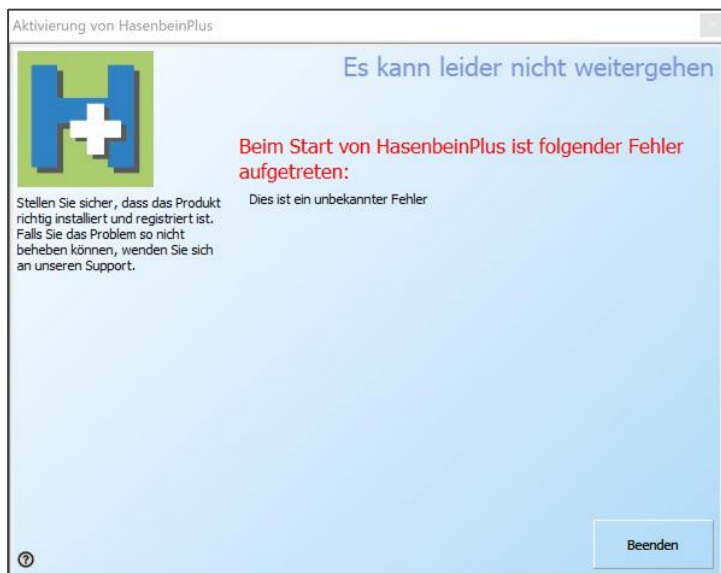 Aktivierung von HasenbeinPlus
Es kann leider nicht weitergehen
Beim Start von HasenbeinPlus ist folgender Fehler
aufgetreten:
Dies ist ein unbekannter Fehler
Stellen Sie sicher, dass das Produkt
richtig installiert und registriert ist.
Falls Sie das Problem so nicht
beheben können, wenden Sie sich
an unseren Support.
Beenden